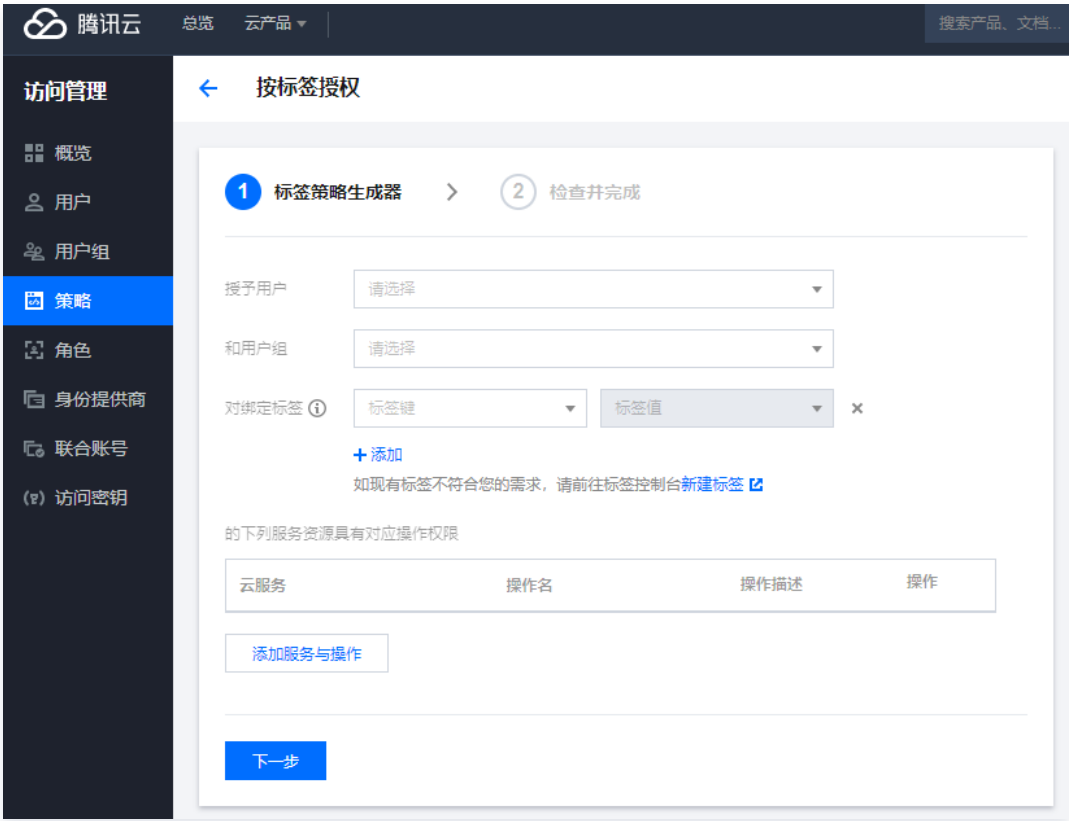 腾讯云 总览 云产品 搜索产品、文档...
访问管理
概览
用户
用户组
策略
角色
身份提供商
联合账号
访问密钥
按标签授权
1 标签策略生成器 2 检查并完成
授予用户 请选择
和用户组 请选择
对绑定标签 标签键 标签值
添加
如现有标签不符合您的需求，请前往标签控制台新建标签
的下列服务资源具有对应操作权限
云服务 操作名 操作描述 操作
添加服务与操作
下一步